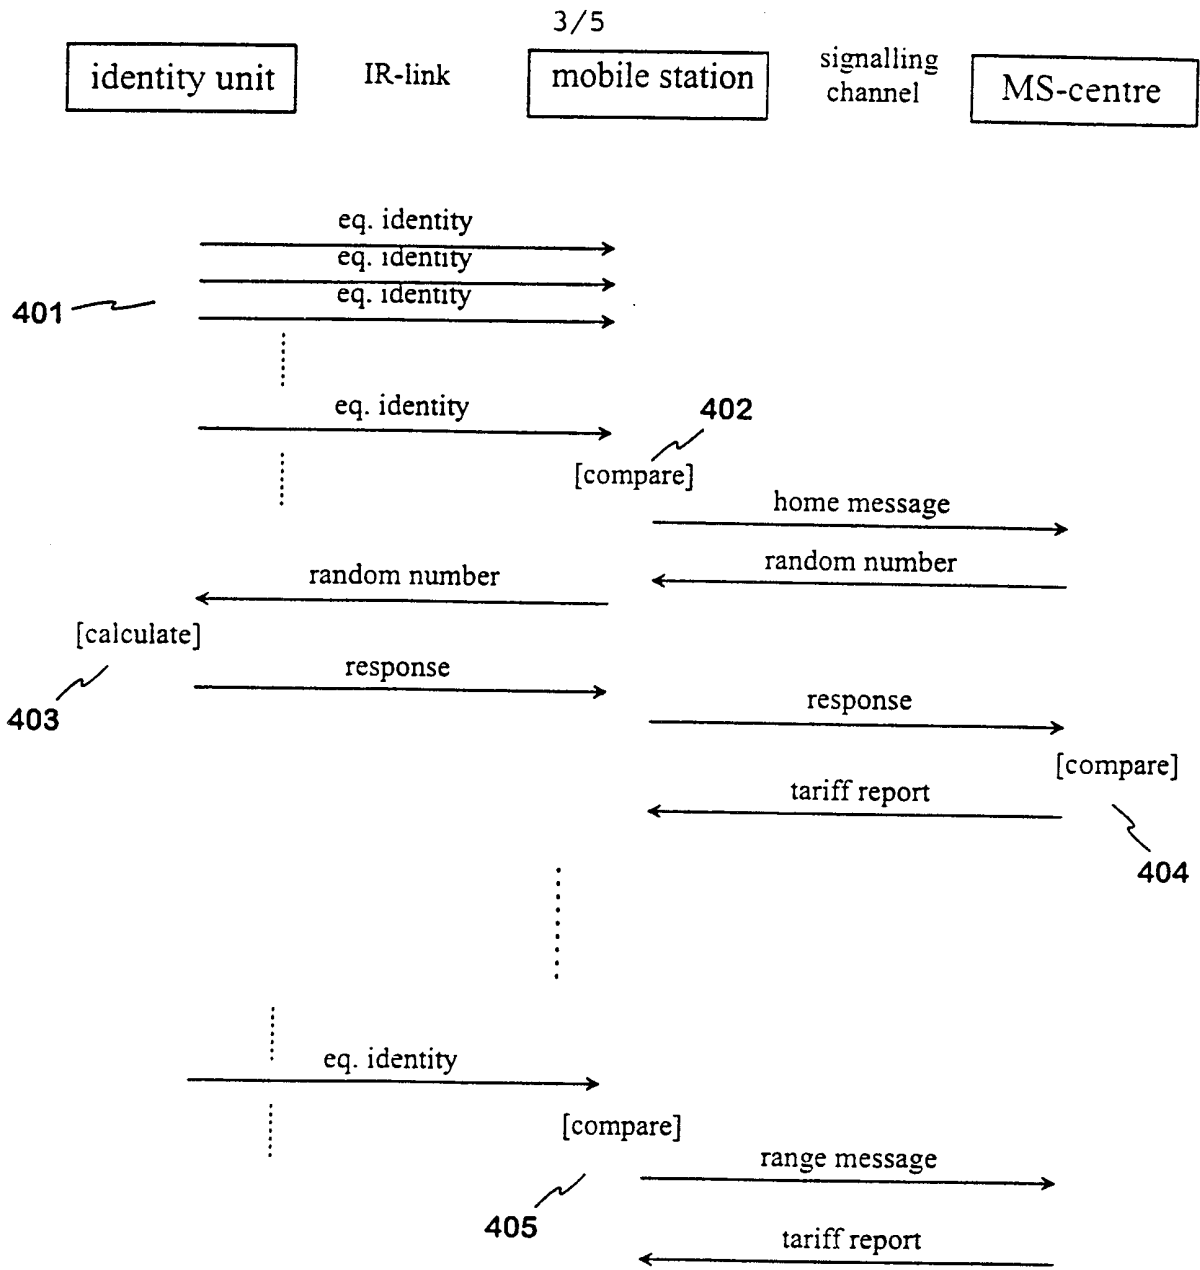 3/5
identity unit
IR-link
mobile station
signalling
channel
MS-centre
eq. identity
eq. identity
eq. identity
401
eq. identity
402
[compare]
home message
random number
random number
[calculate]
403
response
response
[compare]
tariff report
404
eq. identity
[compare]
range message
405
tariff report